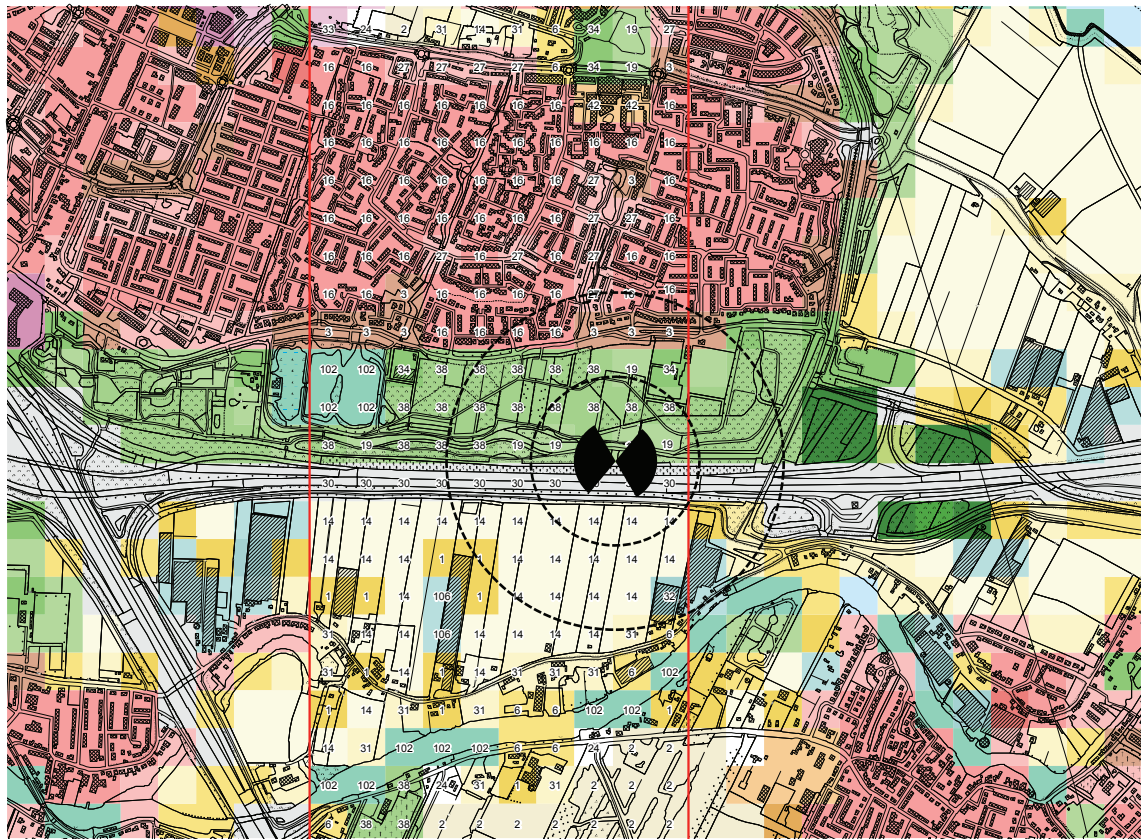 33 24 2 31 14 31 6 34 19 27
16 16 27 27 27 27 6 34 19 3
16 16 16 16 16 16 16 42 42 16
16 16 16 16 16 16 16 16 16 16
16 16 16 16 16 16 16 27 3 16
16 16 16 16 16 16 16 27 27 16
16 16 16 27 16 27 16 27 16 16
16 16 3 16 16 16 16 27 16 16
3 3 3 16 16 16 16 3 3 3
102 102 34 38 38 38 38 38 19 34
102 102 38 38 38 38 38 38 38 38
38 19 38 38 38 19 19 19
30 30 30 30 30 30 30 30
14 14 14 14 14 14 14 14 14 14
14 14 14 1 1 14 14 14 14 14
1 1 14 106 1 14 14 14 14 32
31 14 14 106 14 14 14 14 31 6
31 1 14 1 14 31 31 31 6 102
1 14 31 7 31 6 6 102 102 1
14 31 102 102 102 6 6 24 2 2
102 102 38 24 31 1 31 2 2 2
6 38 38 2 2 2 2 2 2 2